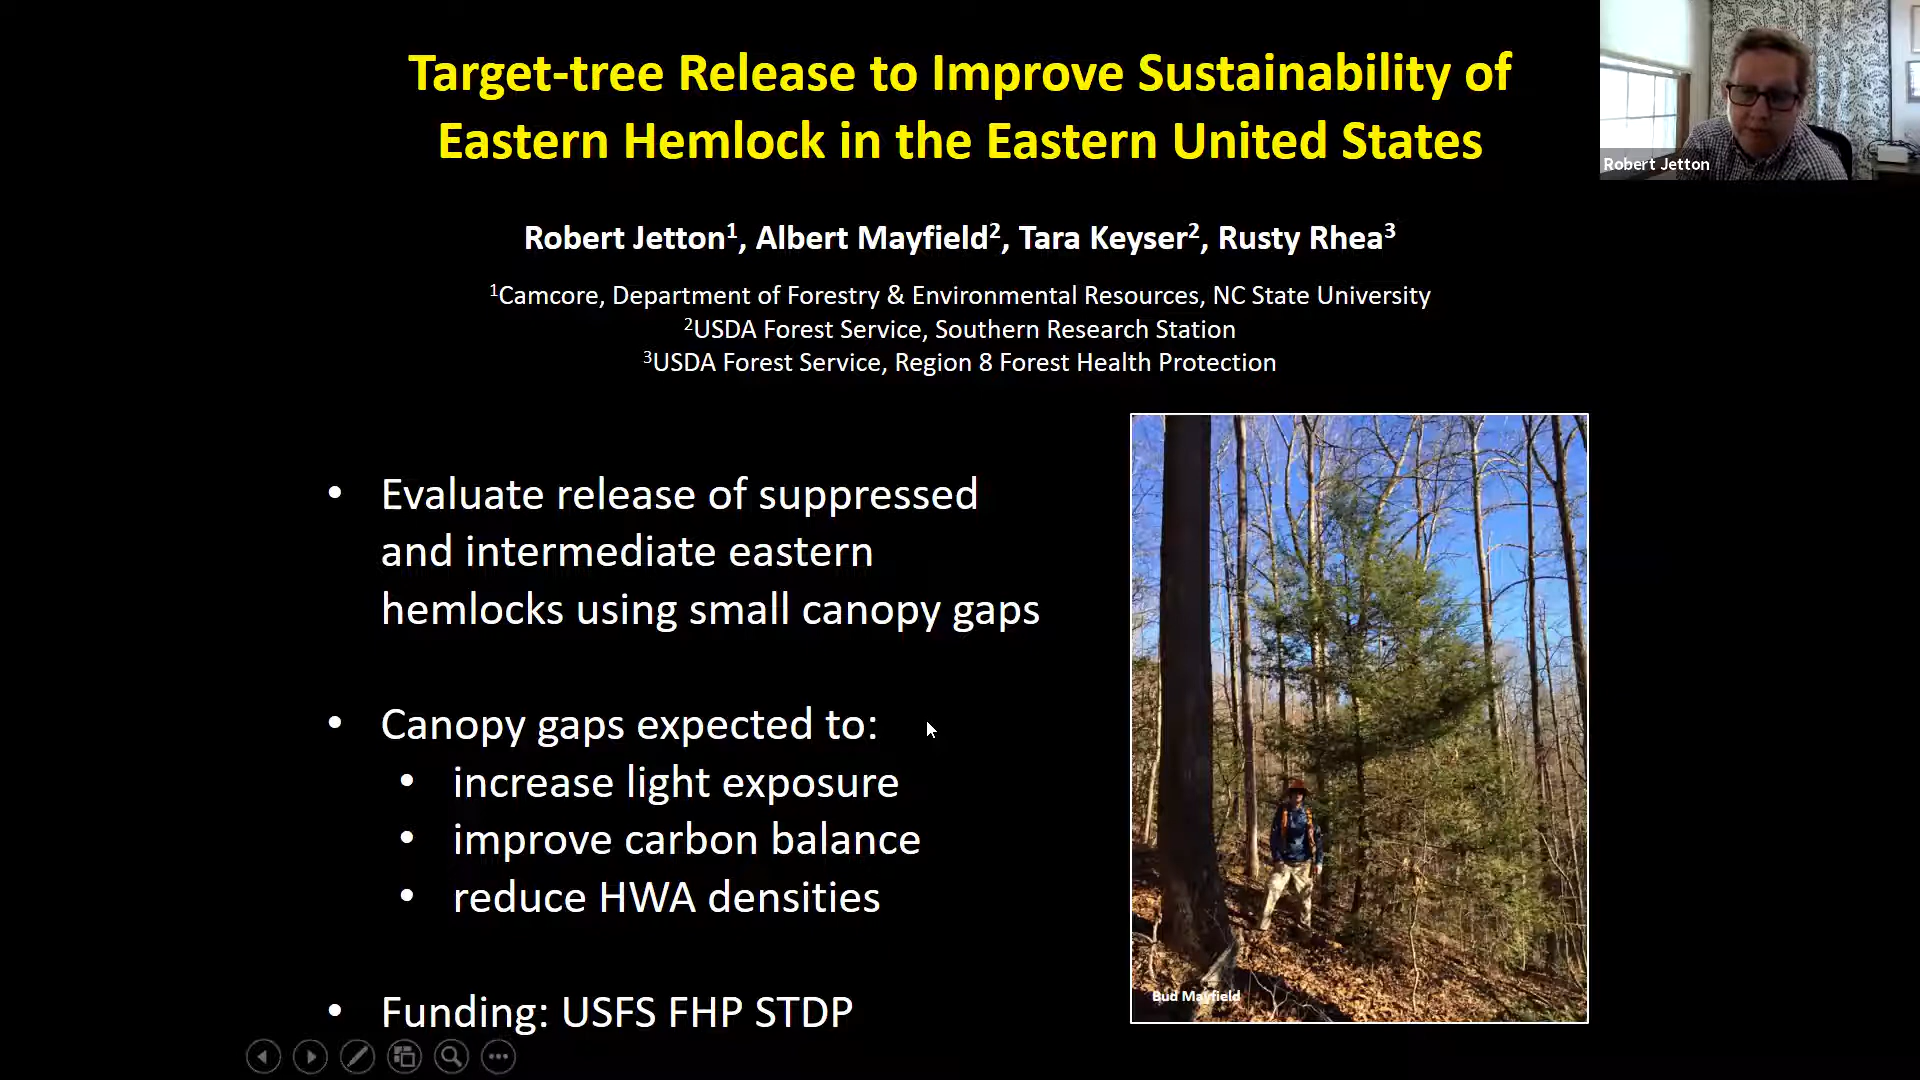 Target-tree Release to Improve Sustainability of
Eastern Hemlock in the Eastern United States
Robert Jetton
Robert Jetton¹, Albert Mayfield², Tara Keyser², Rusty Rhea³
¹Camcore, Department of Forestry & Environmental Resources, NC State University
²USDA Forest Service, Southern Research Station
³USDA Forest Service, Region 8 Forest Health Protection
• Evaluate release of suppressed
and intermediate eastern
hemlocks using small canopy gaps
• Canopy gaps expected to:
• increase light exposure
• improve carbon balance
• reduce HWA densities
• Funding: USFS FHP STDP
Bud Mayfield